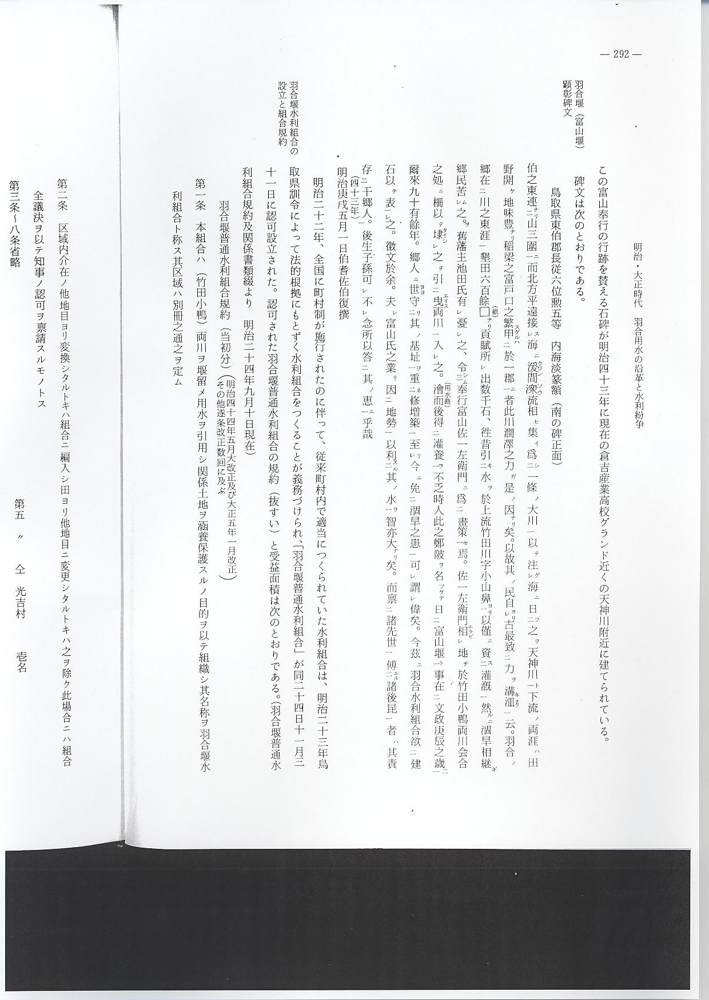 — 292 —
明治・大正時代　羽合用水の沿革と水利紛争
この富山奉行の行跡を賛える石碑が明治四十三年に現在の倉吉産業高校グランド近くの天神川附近に建てられている。
羽合堰（富山堰）
顕彰碑文
碑文は次のとおりである。
鳥取県東伯郡長従六位勲五等　内海淡篆額（南の碑正面）
伯之東連ニナリ山三圍一ニ而北方平遠接レス海ニ湲間潨流相ヒ集ィ爲ニシ一條ノ大川一以テ注レグ海ニ曰ニフ之ヲ天神川一ト下流ノ両涯ハ田
野開ケ地味豊ナリ稲梁之富戸口之繁甲ニスグルハ於一郡一ニ者此川潤澤之力ガ是ノ因ナリ矣。以故其ノ民自レヨリ古最致ニ力ヲ溝洫一云。羽合ノ
郷在ニ川之東涯一墾田六百餘□（畝）ナリ貢賦所レ出数千石、徃昔引ニキ水ヲ於上流竹田川字小山鼻一ヨリ以僅ニ資ニス灌漑一然ルニ涸旱相継ギ
郷民苦レム之。ヲ舊藩主池田氏有レ憂レ之、令三シム奉行富山佐一左衛門ニ爲ニ畫策一セ焉。佐一左衛門相レエラビ地ヲ於竹田小鴨両川会合
之処ニ柵以テ埭レタイシ之ヲ引ニ曳エイス両川一入レ之。澮（用水路）而後得ニ灌養一ヲ不乏時人此之鄭陂ヲ名ツケテ曰ニ富山堰一ト事在ニ文政庚辰之歳一ニ
爾來九十有餘年。郷人ニ世ヨヨ守ニリ其ノ基址一ヲ重ニネ修増築一至レリ今ニ免ニ涸旱之患一可レ謂レ偉矣。今茲ニ羽合水利組合欲ニ建
石以テ表レ之。徴文於余。夫レ富山氏之業リ因ニ地勢一以利ニスル其ノ水一ヲ智亦大ナリ矣。而禀ニ諸先世一傳ニエル諸後昆一者ハ其責
存ニ干郷人一。後生子孫可レ不レ念所以答ニ其ノ恵一ニ乎哉
（四十三年）
明治庚戌五月一日伯耆佐伯復撰
羽合堰水利組合の
設立と組合規約
明治二十二年、全国に町村制が施行されたのに伴って、従来町村内で適当につくられていた水利組合は、明治二十三年鳥
取県訓令によって法的根拠にもとずく水利組合をつくることが義務づけられ、「羽合堰普通水利組合」が同二十四日十一月三
十一日に認可設立された。認可された羽合堰普通水利組合の規約（抜すい）と受益面積は次のとおりである。（羽合堰普通水
利組合規約及関係書類綴より　明治二十四年九月十日現在）
羽合堰普通水利組合規約（当初分）（明治四十四年五月大改正及び大正五年一月改正
その他遂条改正数回に及ぶ）
第一条　本組合ハ（竹田小鴨）両川ヲ堰留メ用水ヲ引用シ関係土地ヲ涵養保護スルノ目的ヲ以テ組織シ其名称ヲ羽合堰水
利組合ト称ス其区域ハ別冊之通之ヲ定ム
第二条　区域内介在ノ他地目ヨリ変換シタルトキハ組合ニ編入シ田ヨリ他地目ニ変更シタルトキハ之ヲ除ク此場合ニハ組合
全議決ヲ以テ知事ノ認可ヲ禀請スルモノトス
第三条〜八条省略
第五　〃　仝　光吉村　壱名